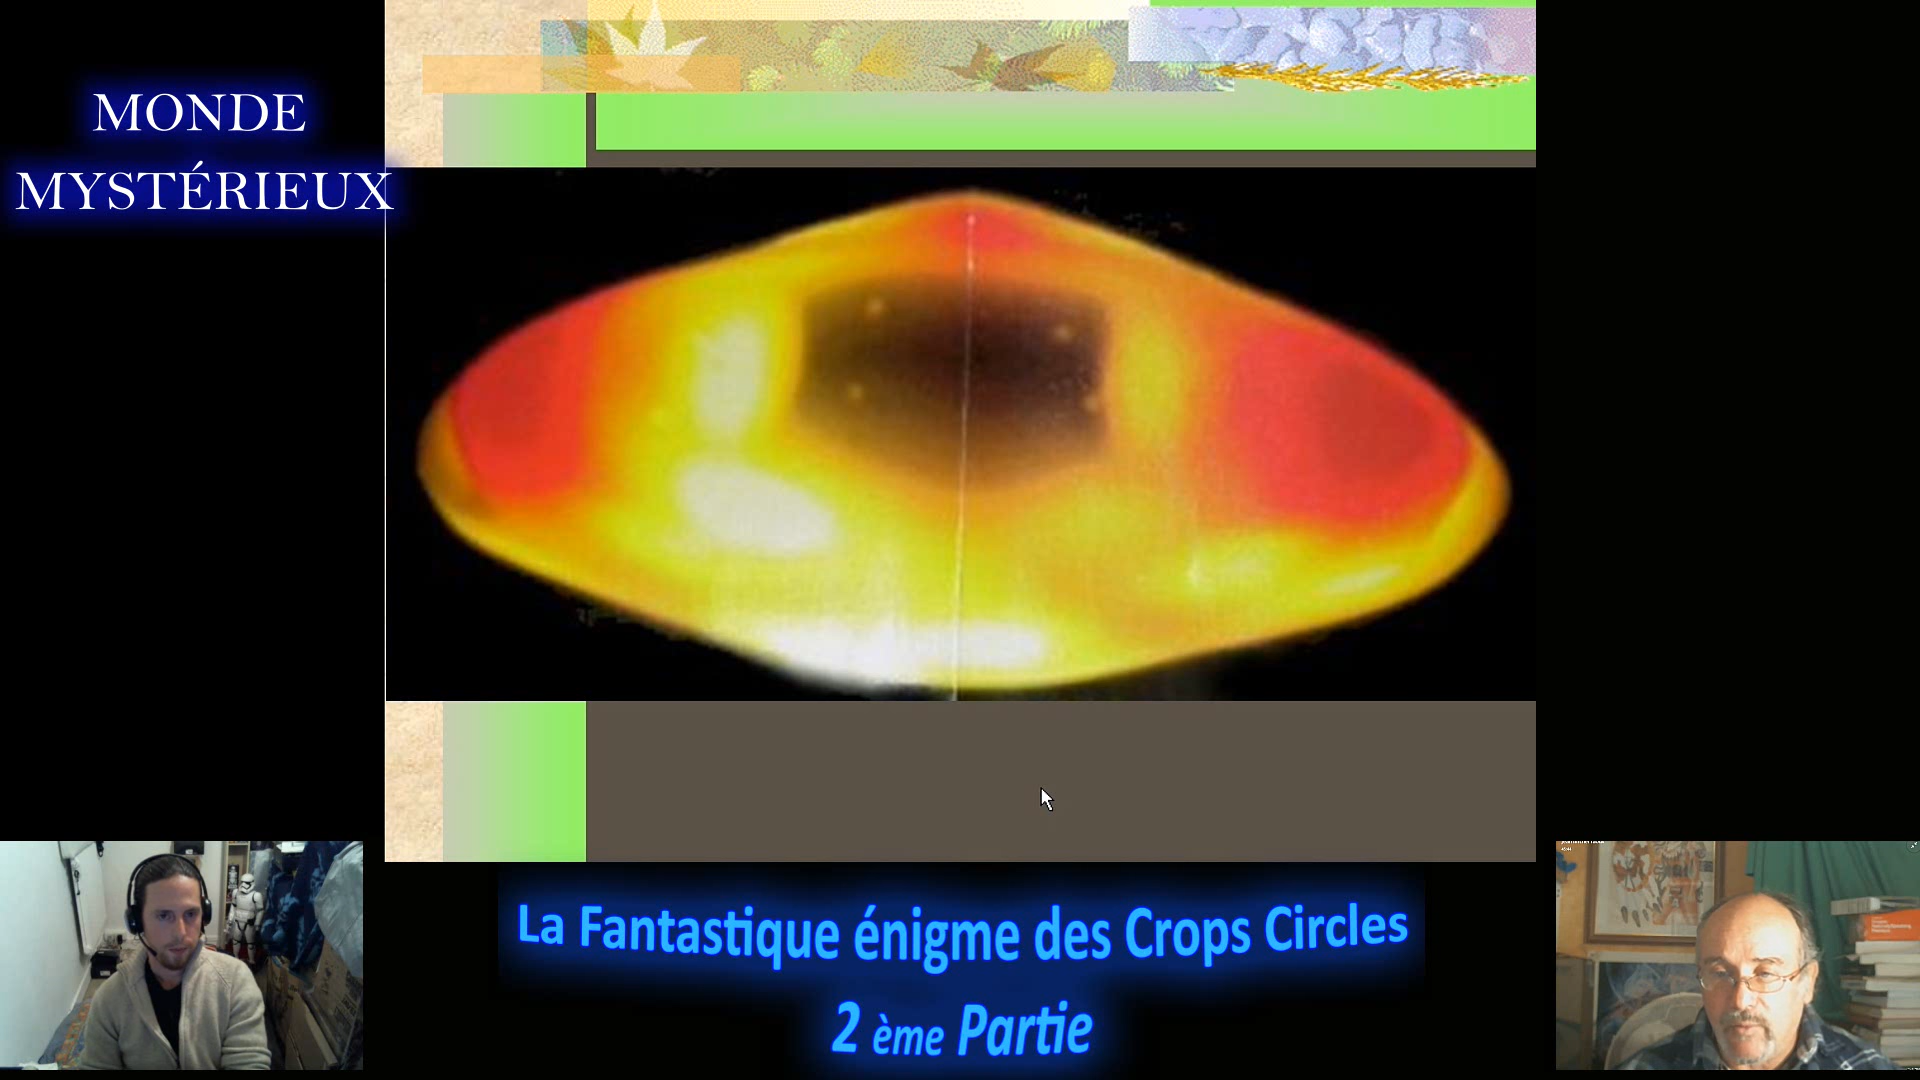 MONDE
MYSTÉRIEUX
La Fantastique énigme des Crops Circles
2 ème Partie